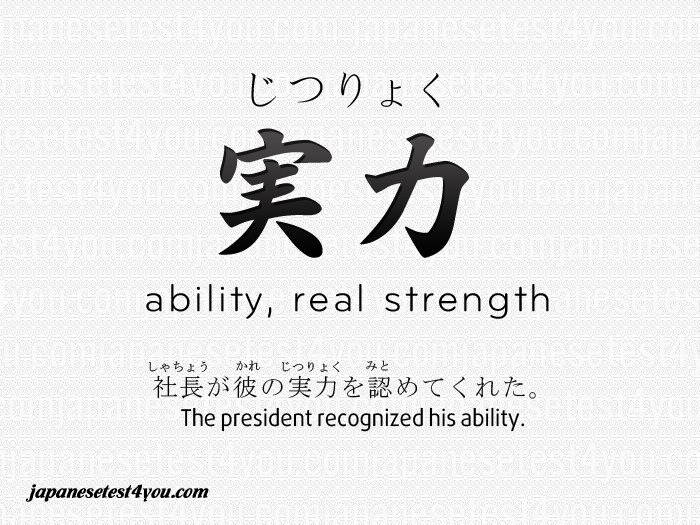 じつりょく
実力
ability, real strength
しゃちょう かれ じつりょく みと
社長が彼の実力を認めてくれた。
The president recognized his ability.
japanesetest4you.com